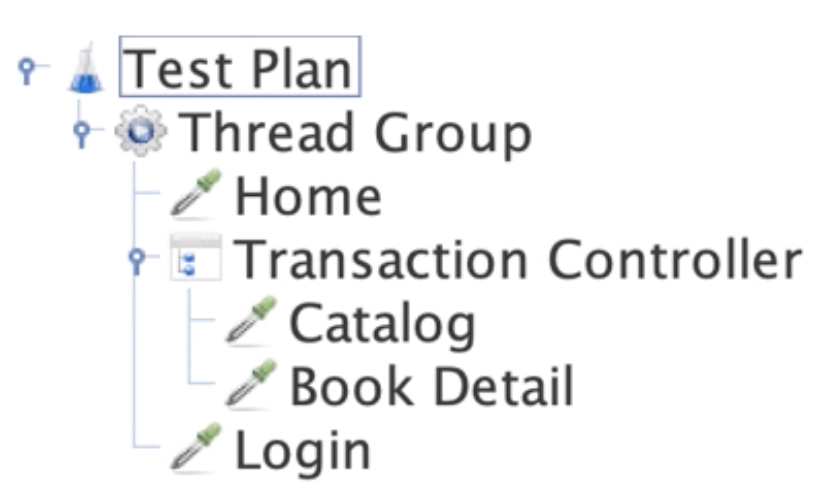 Test Plan
Thread Group
Home
Transaction Controller
Catalog
Book Detail
Login